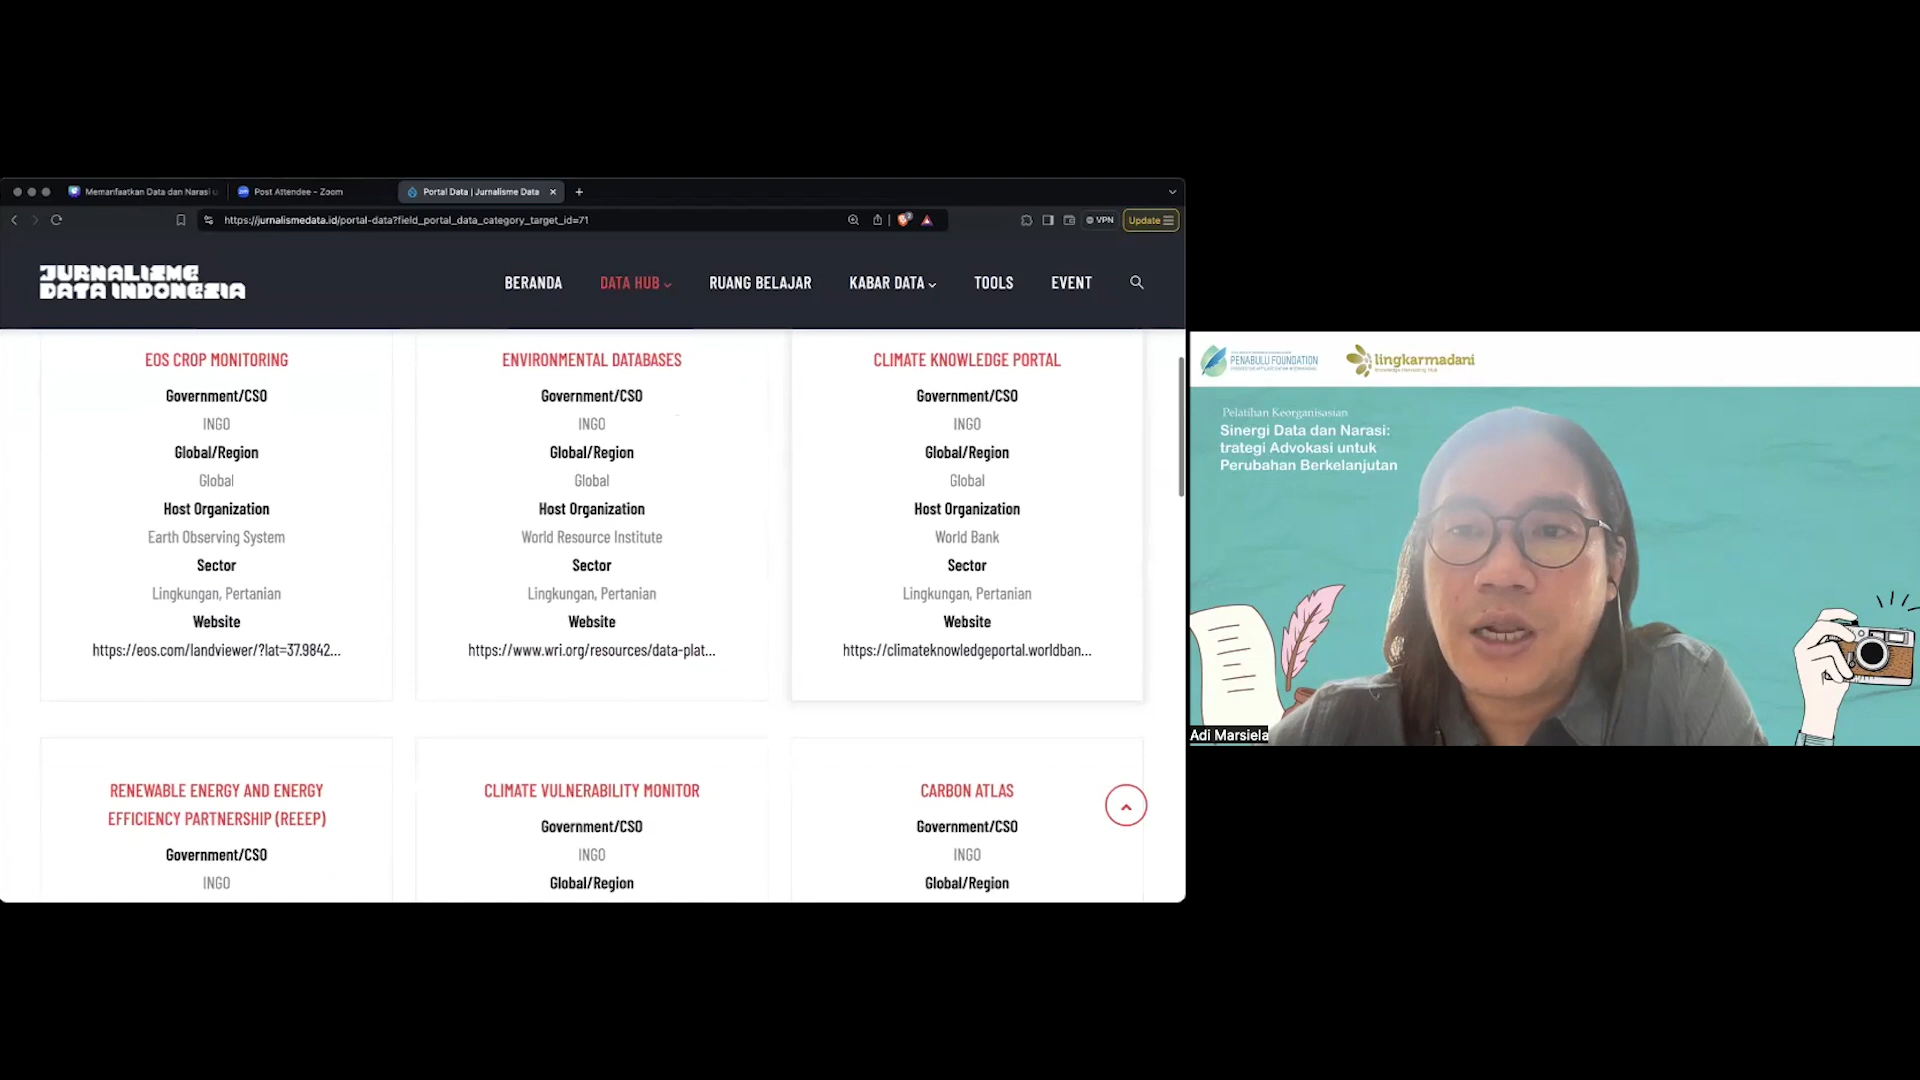 Memanfaatkan Data dan Narasi u
Post Attendee - Zoom
Portal Data | Jurnalisme Data
https://jurnalismedata.id/portal-data?field_portal_data_category_target_id=71
VPN
Update
JURNALISME
DATA INDONESIA
BERANDA
DATA HUB
RUANG BELAJAR
KABAR DATA
TOOLS
EVENT
EOS CROP MONITORING
Government/CSO
INGO
Global/Region
Global
Host Organization
Earth Observing System
Sector
Lingkungan, Pertanian
Website
https://eos.com/landviewer/?lat=37.9842...
ENVIRONMENTAL DATABASES
Government/CSO
INGO
Global/Region
Global
Host Organization
World Resource Institute
Sector
Lingkungan, Pertanian
Website
https://www.wri.org/resources/data-plat...
CLIMATE KNOWLEDGE PORTAL
Government/CSO
INGO
Global/Region
Global
Host Organization
World Bank
Sector
Lingkungan, Pertanian
Website
https://climateknowledgeportal.worldban...
RENEWABLE ENERGY AND ENERGY
EFFICIENCY PARTNERSHIP (REEEP)
Government/CSO
INGO
CLIMATE VULNERABILITY MONITOR
Government/CSO
INGO
Global/Region
CARBON ATLAS
Government/CSO
INGO
Global/Region
PENABULU FOUNDATION
lingkarmadani
Knowledge Harvesting Hub
Pelatihan Keorganisasian
Sinergi Data dan Narasi:
trategi Advokasi untuk
Perubahan Berkelanjutan
Adi Marsiela